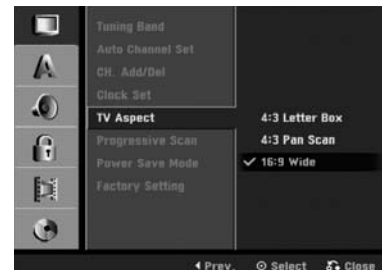 Tuning Band
Auto Channel Set
CH. Add/Del
Clock Set
TV Aspect
4:3 Letter Box
Progressive Scan
4:3 Pan Scan
Power Save Mode
✓ 16:9 Wide
Factory Setting
A
Prev.
Select
Close